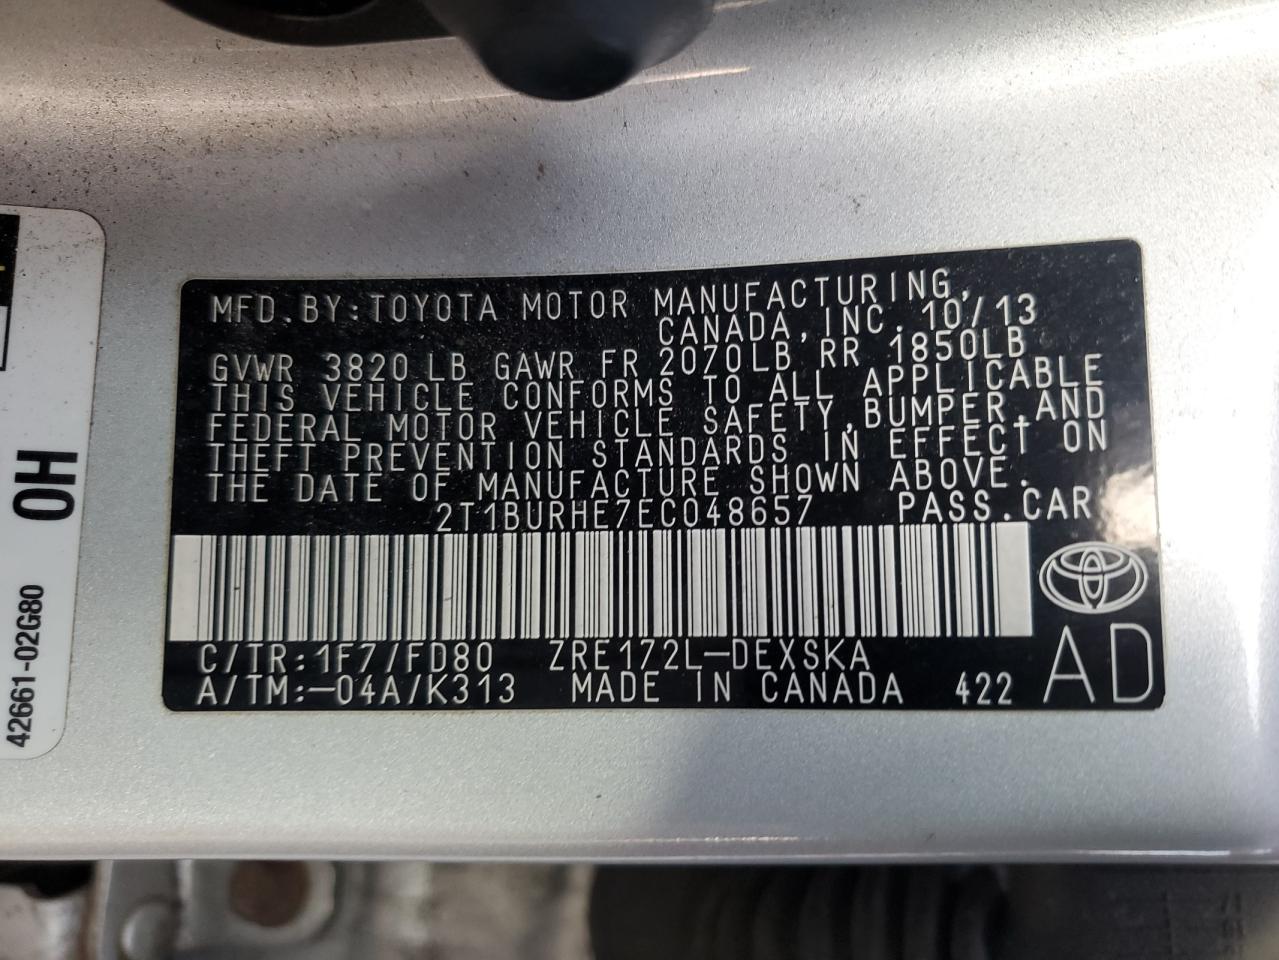 MFD.BY:TOYOTA MOTOR MANUFACTURING,
CANADA,INC. 10/13
GVWR 3820 LB GAWR FR 2070LB RR 1850LB
THIS VEHICLE CONFORMS TO ALL APPLICABLE
FEDERAL MOTOR VEHICLE SAFETY,BUMPER,AND
THEFT PREVENTION STANDARDS IN EFFECT ON
THE DATE OF MANUFACTURE SHOWN ABOVE.
2T1BURHE7EC048657 PASS.CAR
C/TR:1F7/FD80 ZRE172L-DEXSKA
A/TM:-04A/K313 MADE IN CANADA 422
AD
0H
42661-02G80